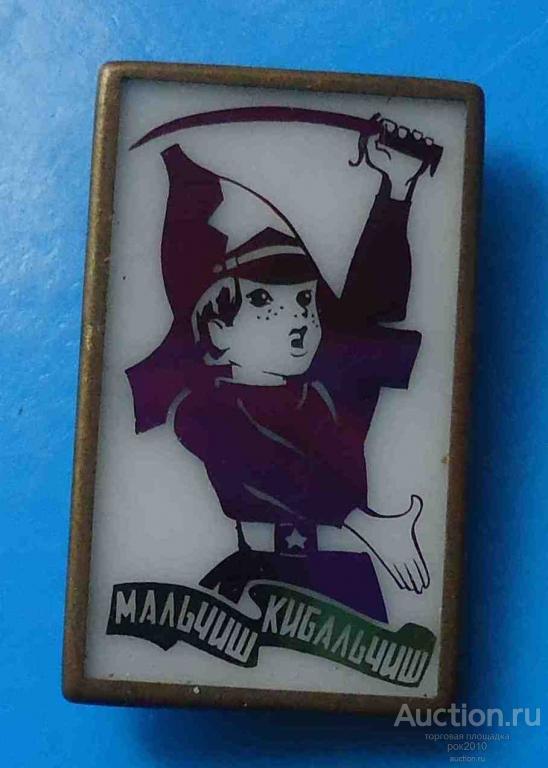 МАЛЬЧИШ
КИБАЛЬЧИШ
Auction.ru
торговая площадка
рок2010
auction.ru